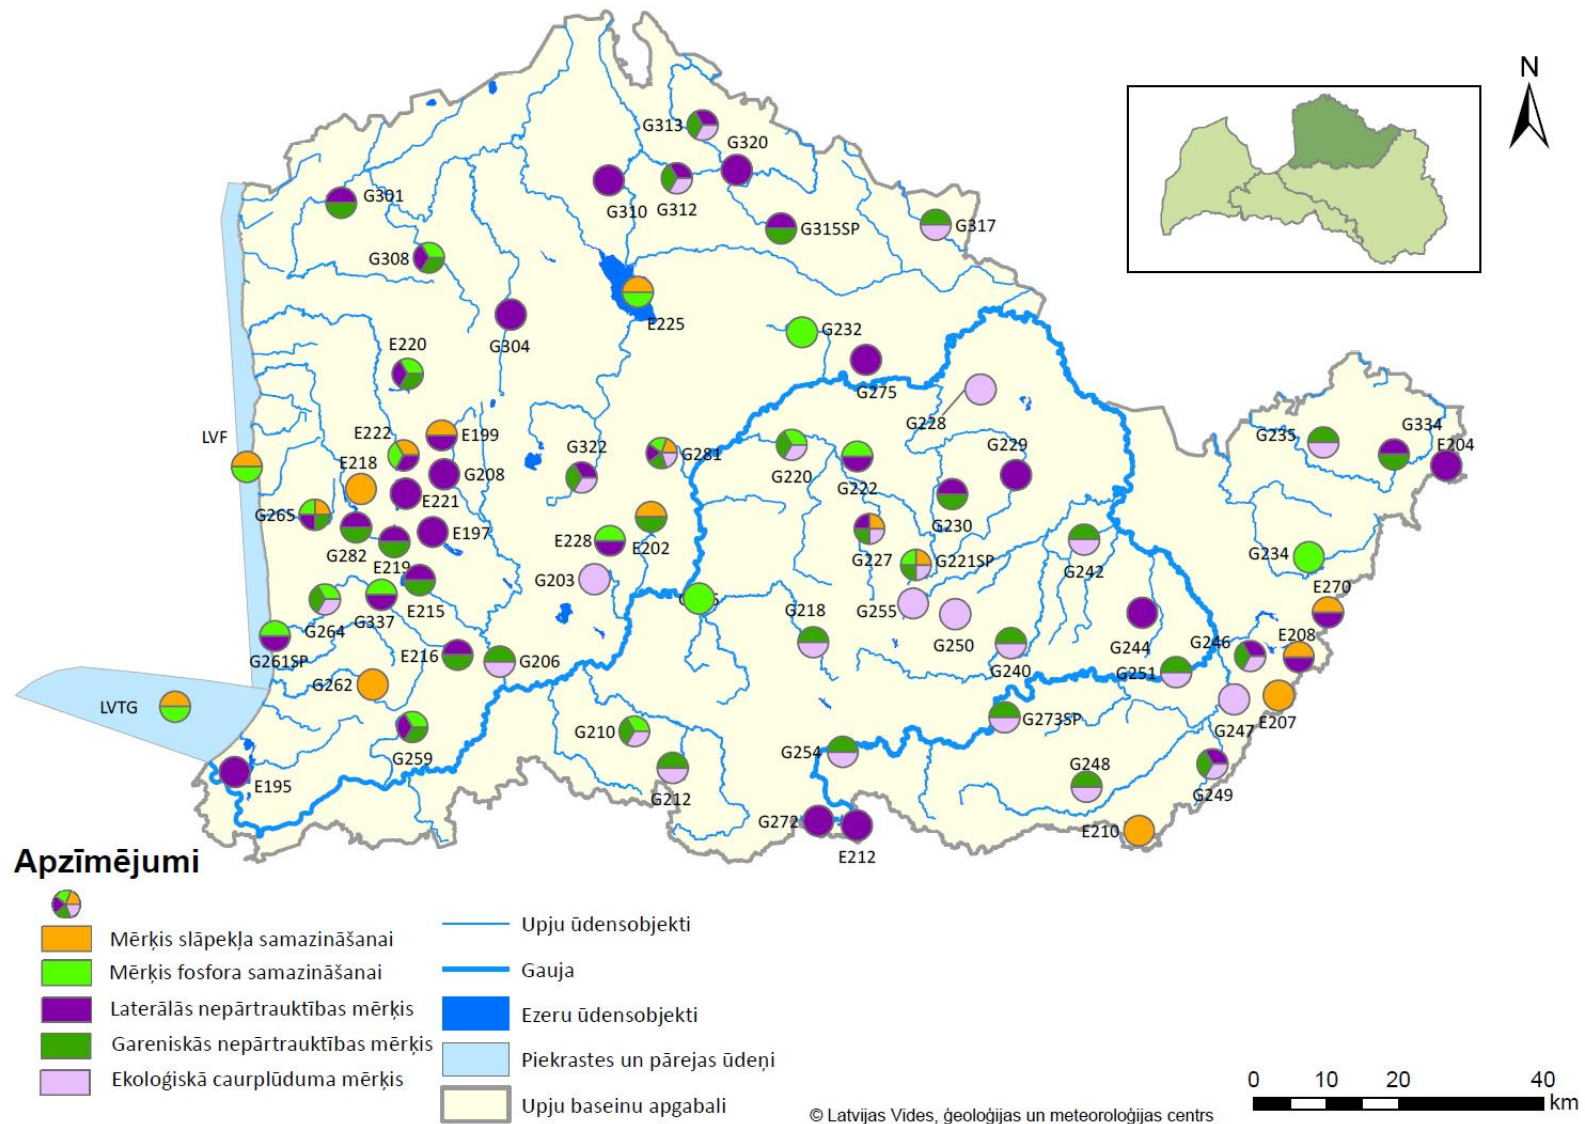 N
G313
G320
G301
G310
G312
G315SP
G317
G308
E225
G304
G232
E220
G275
G228
LVF
E222
E199
G322
G281
G220
G222
G229
G235
G334
E204
E218
G208
E221
G265
G282
E197
E219
E228
E202
G230
G227
G221SP
G242
G234
E270
G203
E215
G264
G337
G218
G255
G250
G240
G244
G246
E208
G261SP
E216
G206
G251
G262
LVTG
G210
G273SP
G247
E207
G259
G254
G248
G249
E195
G212
G272
E212
E210
Apzīmējumi
Mērķis slāpekļa samazināšanai
Mērķis fosfora samazināšanai
Laterālās nepārtrauktības mērķis
Gareniskās nepārtrauktības mērķis
Ekoloģiskā caurplūduma mērķis
Upju ūdensobjekti
Gauja
Ezeru ūdensobjekti
Piekrastes un pārejas ūdeņi
Upju baseinu apgabali
0 10 20 40
km
© Latvijas Vides, ģeoloģijas un meteoroloģijas centrs